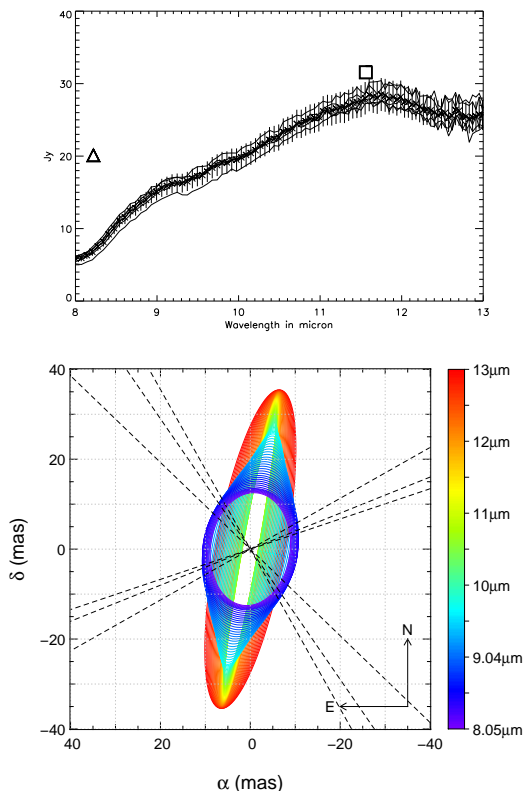 40
30
Jy
20
10
0
8 9 10 11 12 13
Wavelength in micron
40
20
δ (mas)
0
−20
−40
13μm
12μm
11μm
10μm
9.04μm
8.05μm
N
E
40 20 0 −20 −40
α (mas)